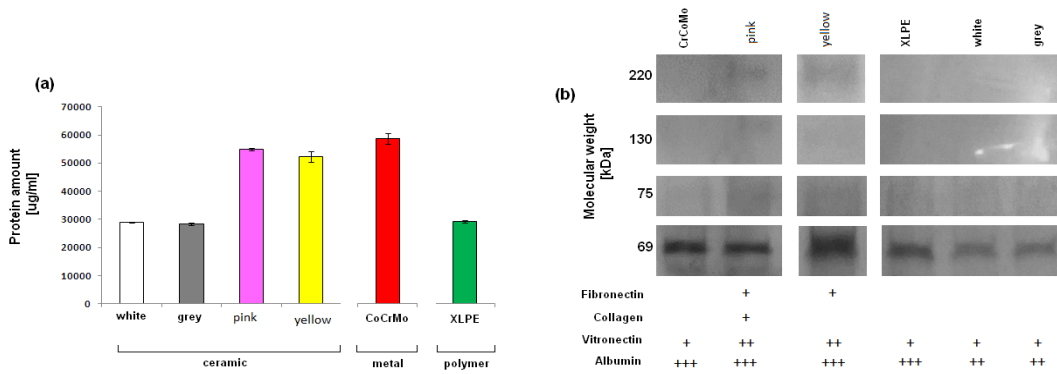 (a)
Protein amount
[ug/ml]
70000
60000
50000
40000
30000
20000
10000
0
white grey pink yellow CoCrMo XLPE
ceramic metal polymer
(b)
CrCoMo pink yellow XLPE white grey
Molecular weight
[kDa]
220
130
75
69
Fibronectin + +
Collagen +
Vitronectin + ++ ++ + + +
Albumin +++ +++ +++ +++ ++ ++